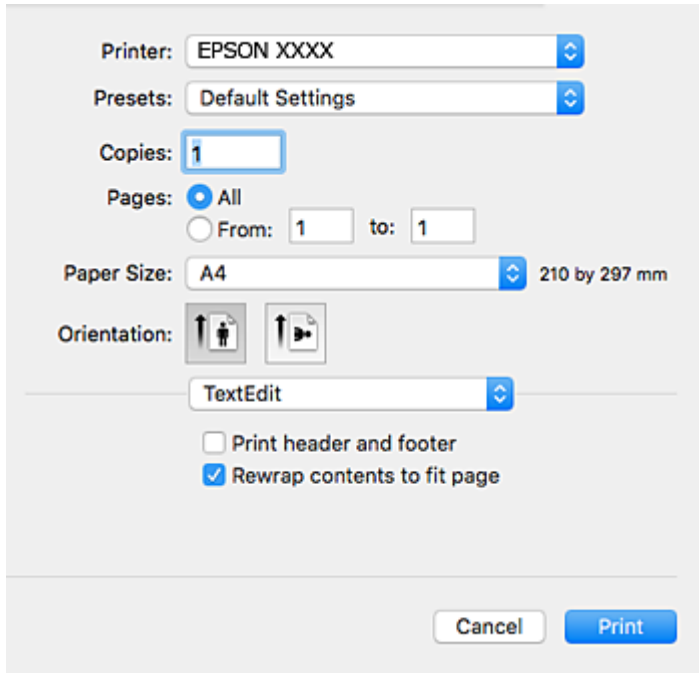 Printer: EPSON XXXX
Presets: Default Settings
Copies: 1
Pages: All
From: 1 to: 1
Paper Size: A4 210 by 297 mm
Orientation:
TextEdit
Print header and footer
Rewrap contents to fit page
Cancel Print